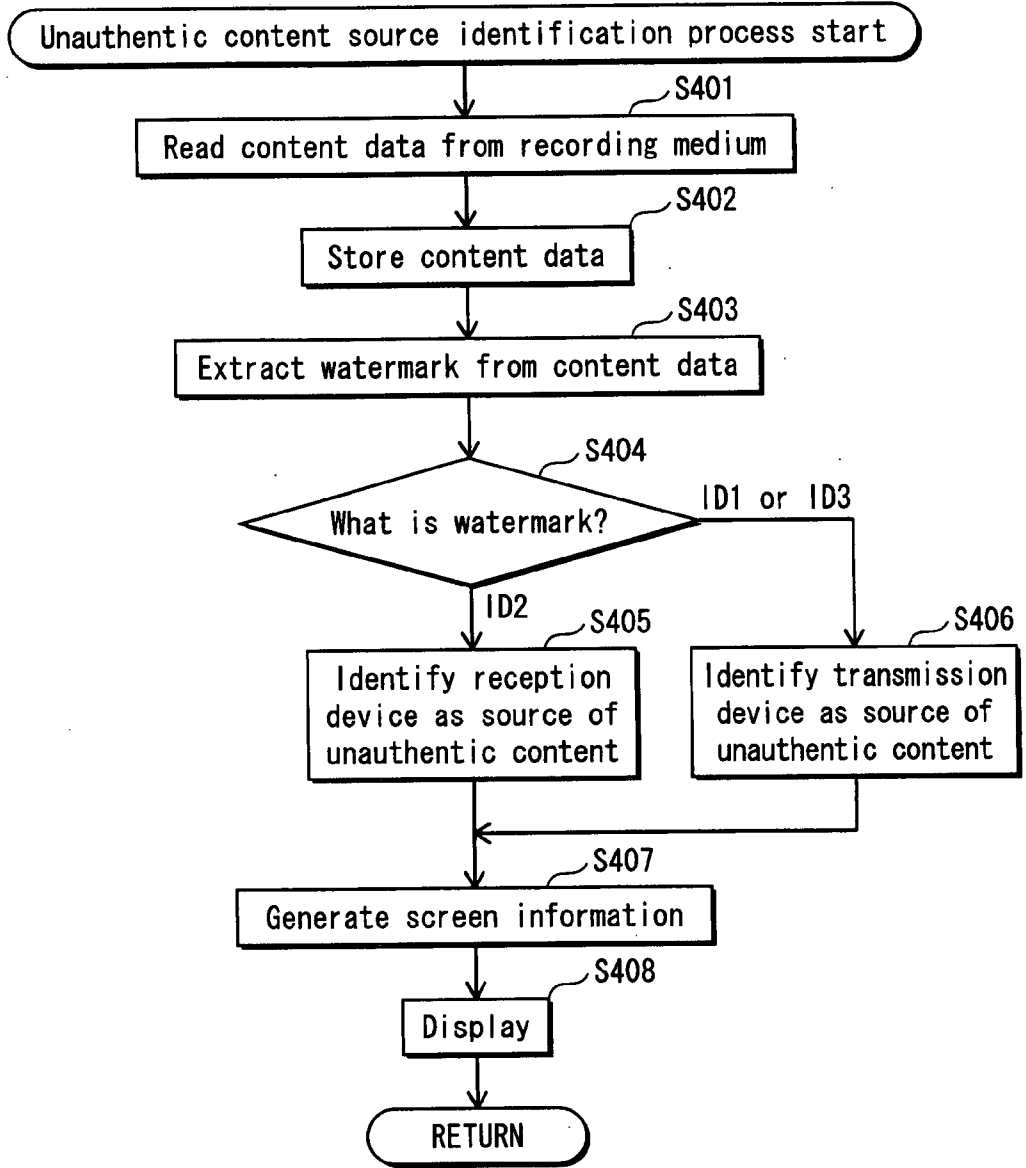 Unauthentic content source identification process start
S401
Read content data from recording medium
S402
Store content data
S403
Extract watermark from content data
S404
What is watermark?
ID1 or ID3
ID2
S405
Identify reception
device as source of
unauthentic content
S406
Identify transmission
device as source of
unauthentic content
S407
Generate screen information
S408
Display
RETURN